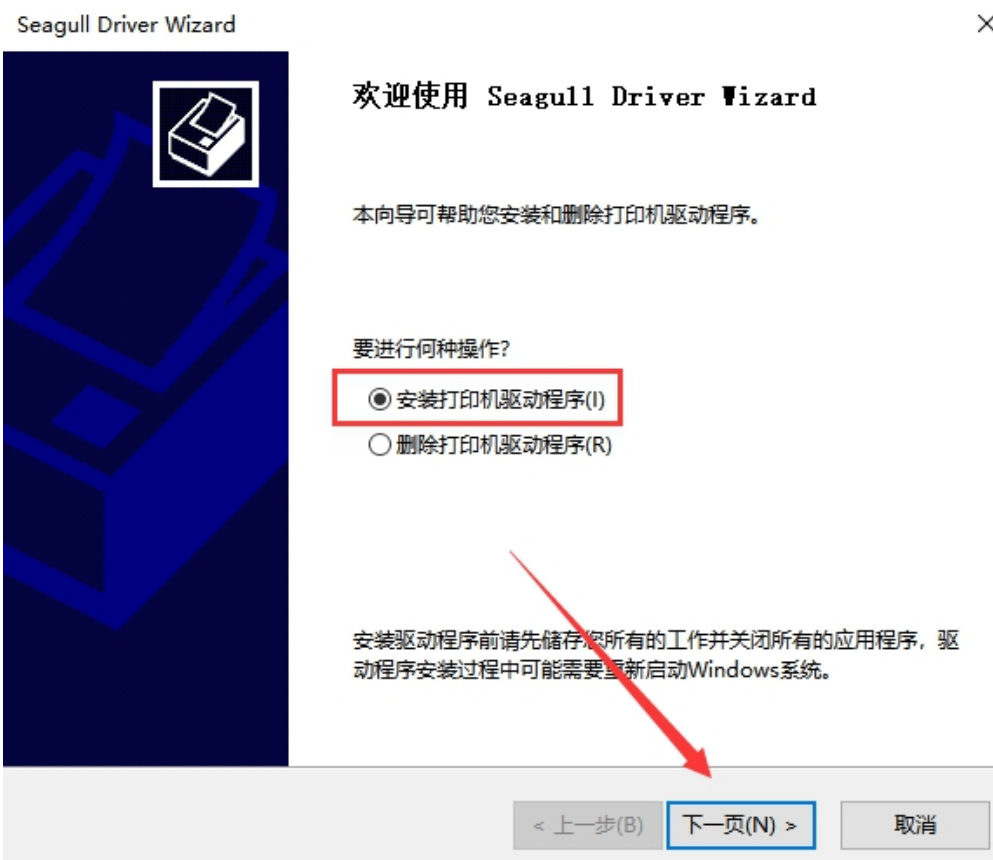 Seagull Driver Wizard
欢迎使用 Seagull Driver Wizard
本向导可帮助您安装和删除打印机驱动程序。
要进行何种操作?
安装打印机驱动程序(I)
删除打印机驱动程序(R)
安装驱动程序前请先储存您所有的工作并关闭所有的应用程序，驱
动程序安装过程中可能需要重新启动Windows系统。
< 上一步(B)
下一页(N) >
取消